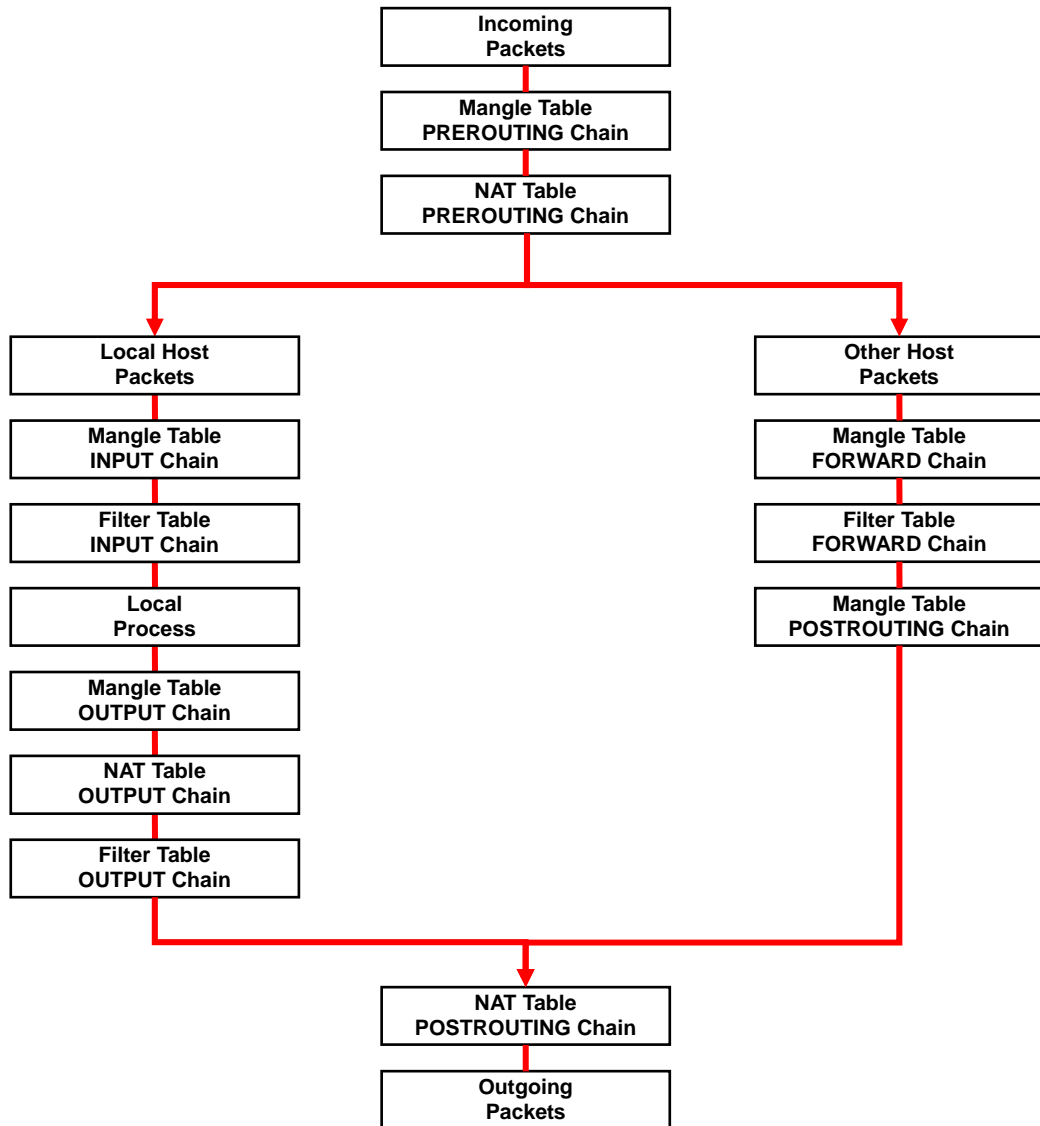 Incoming
Packets
Mangle Table
PREROUTING Chain
NAT Table
PREROUTING Chain
Local Host
Packets
Mangle Table
INPUT Chain
Filter Table
INPUT Chain
Local
Process
Mangle Table
OUTPUT Chain
NAT Table
OUTPUT Chain
Filter Table
OUTPUT Chain
Other Host
Packets
Mangle Table
FORWARD Chain
Filter Table
FORWARD Chain
Mangle Table
POSTROUTING Chain
NAT Table
POSTROUTING Chain
Outgoing
Packets